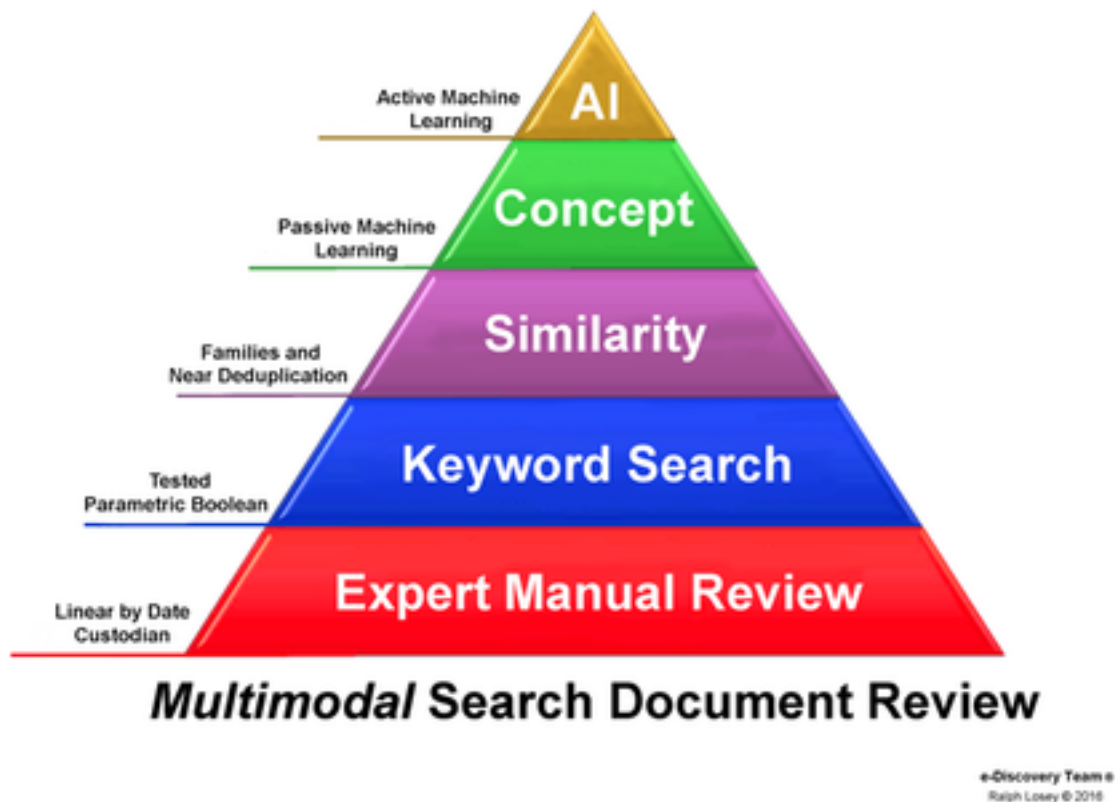 AI
Active Machine
Learning
Concept
Passive Machine
Learning
Similarity
Families and
Near Deduplication
Keyword Search
Tested
Parametric Boolean
Expert Manual Review
Linear by Date
Custodian
Multimodal Search Document Review
e-Discovery Team ®
Ralph Losey © 2016